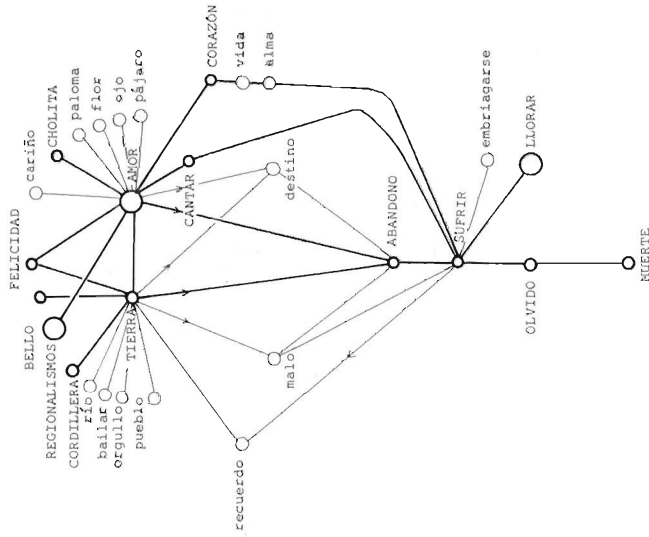 cariño
CHOLITA
paloma
flor
ojo
pájaro
CORAZÓN
vida
alma
FELICIDAD
AMOR
CANTAR
destino
embriagarse
LLORAR
BELLO
REGIONALISMOS
CORDILLERA
río
bailar
orgullo
pueblo
TIERRA
malo
recuerdo
ABANDONO
SUFRIR
OLVIDO
MUERTE